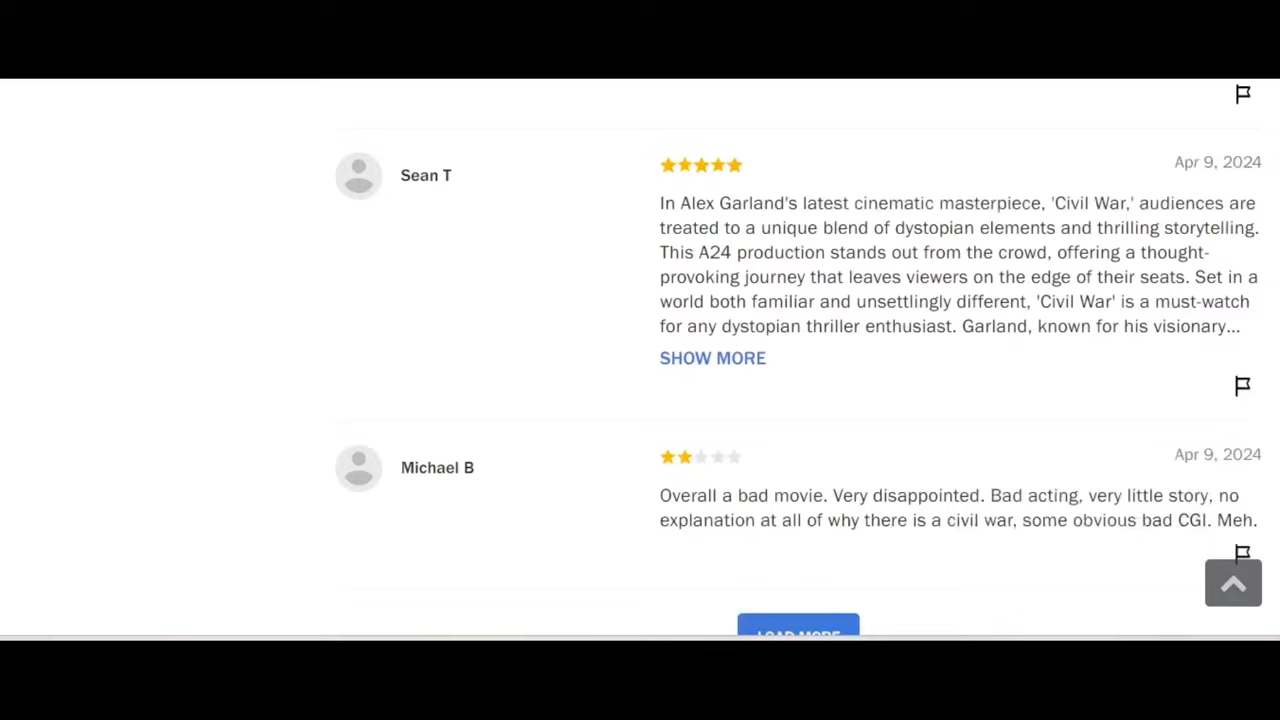 Sean T
Apr 9, 2024
In Alex Garland's latest cinematic masterpiece, 'Civil War,' audiences are
treated to a unique blend of dystopian elements and thrilling storytelling.
This A24 production stands out from the crowd, offering a thought-
provoking journey that leaves viewers on the edge of their seats. Set in a
world both familiar and unsettlingly different, 'Civil War' is a must-watch
for any dystopian thriller enthusiast. Garland, known for his visionary...
SHOW MORE
Michael B
Apr 9, 2024
Overall a bad movie. Very disappointed. Bad acting, very little story, no
explanation at all of why there is a civil war, some obvious bad CGI. Meh.
LOAD MORE